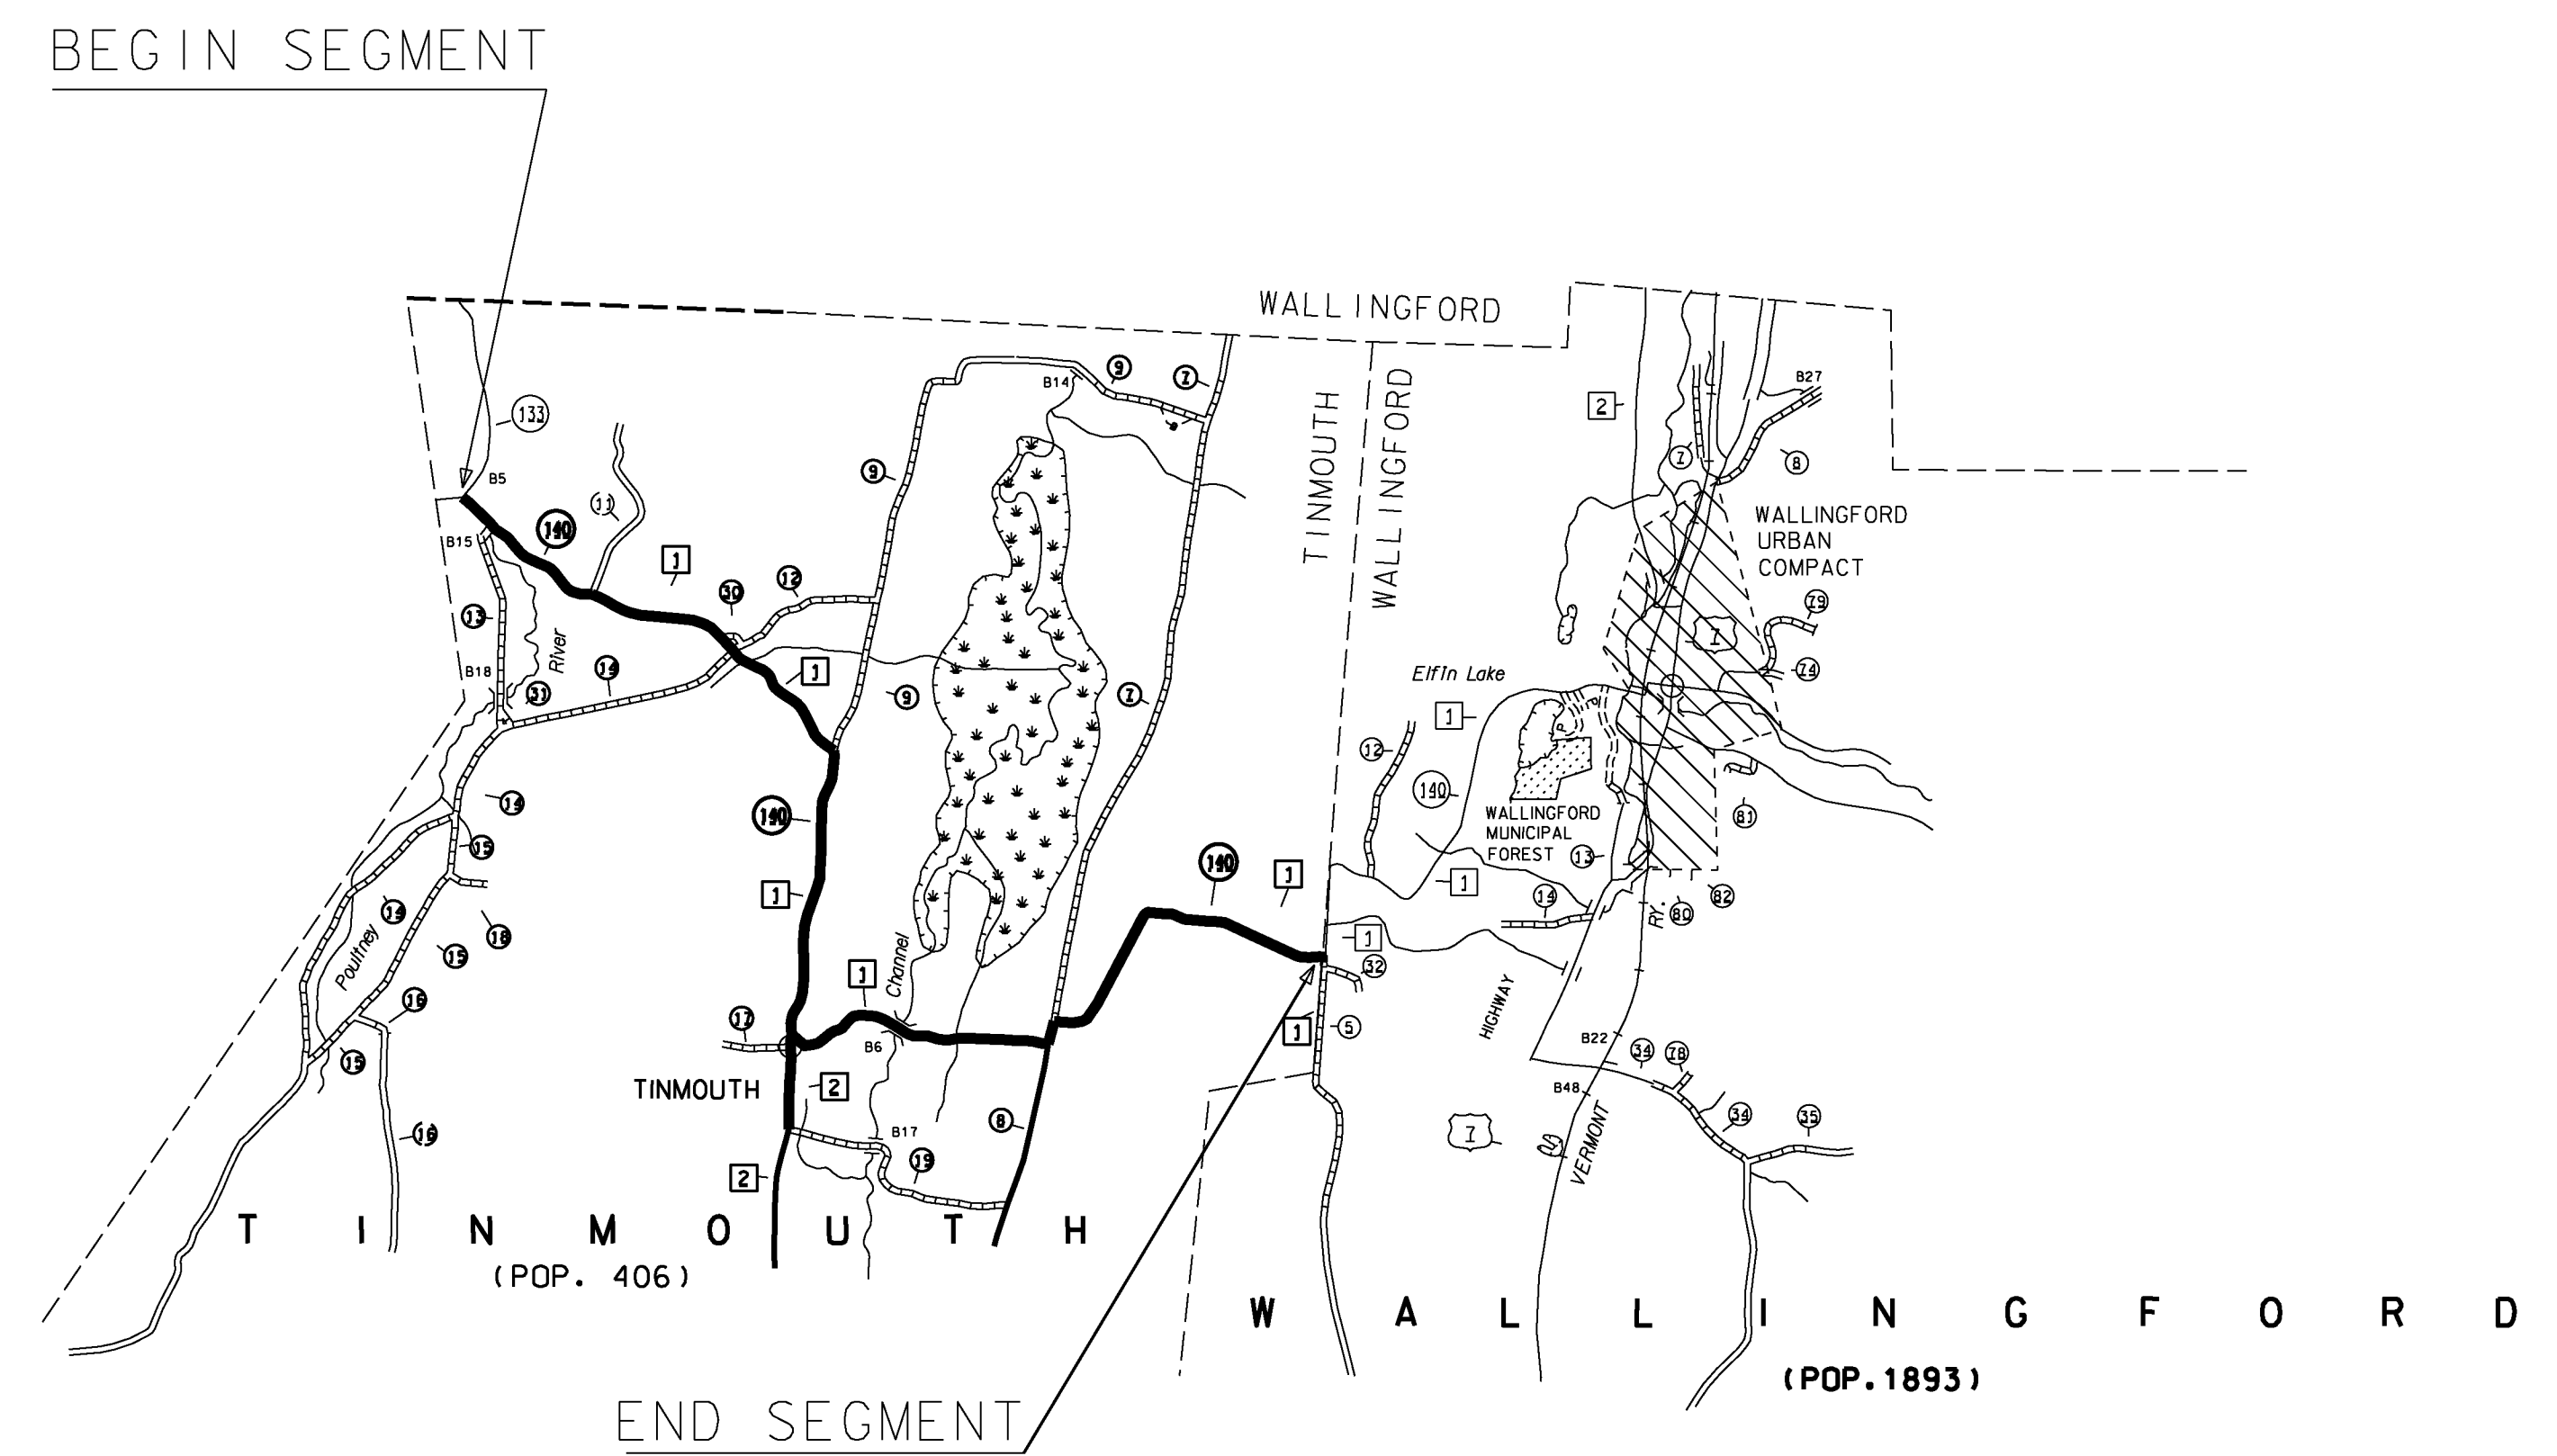 BEGIN SEGMENT
WALLINGFORD
TINMOUTH
WALLINGFORD
B14
9
7
B27
2
133
7
8
9
B5
11
140
WALLINGFORD
URBAN
COMPACT
B15
1
30
12
79
13
River
7
B18
14
1
Elfin Lake
74
31
9
7
1
12
140
14
140
WALLINGFORD
MUNICIPAL
FOREST
81
15
13
140
1
1
1
14
82
14
80
RY.
Poultney
18
15
1
Channel
1
32
16
HIGHWAY
17
1
5
B6
B22
34
78
15
TINMOUTH
2
B48
8
34
35
16
B17
7
VERMONT
19
2
T I N M O U T H
(POP. 406)
W A L L I N G F O R D
(POP.1893)
END SEGMENT